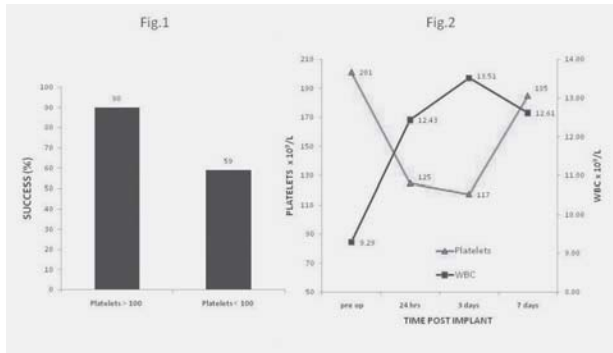 Fig.1
Fig.2
SUCCESS (%)
100
90
80
70
60
50
40
30
20
10
0
90
59
Platelets > 100
Platelets < 100
PLATELETS x 10⁹/L
210
190
170
150
130
110
90
70
50
201
125
117
185
9.29
12.43
13.51
12.61
Platelets
WBC
WBC x 10⁹/L
14.00
13.00
12.00
11.00
10.00
9.00
8.00
pre op
24 hrs
3 days
7 days
TIME POST IMPLANT